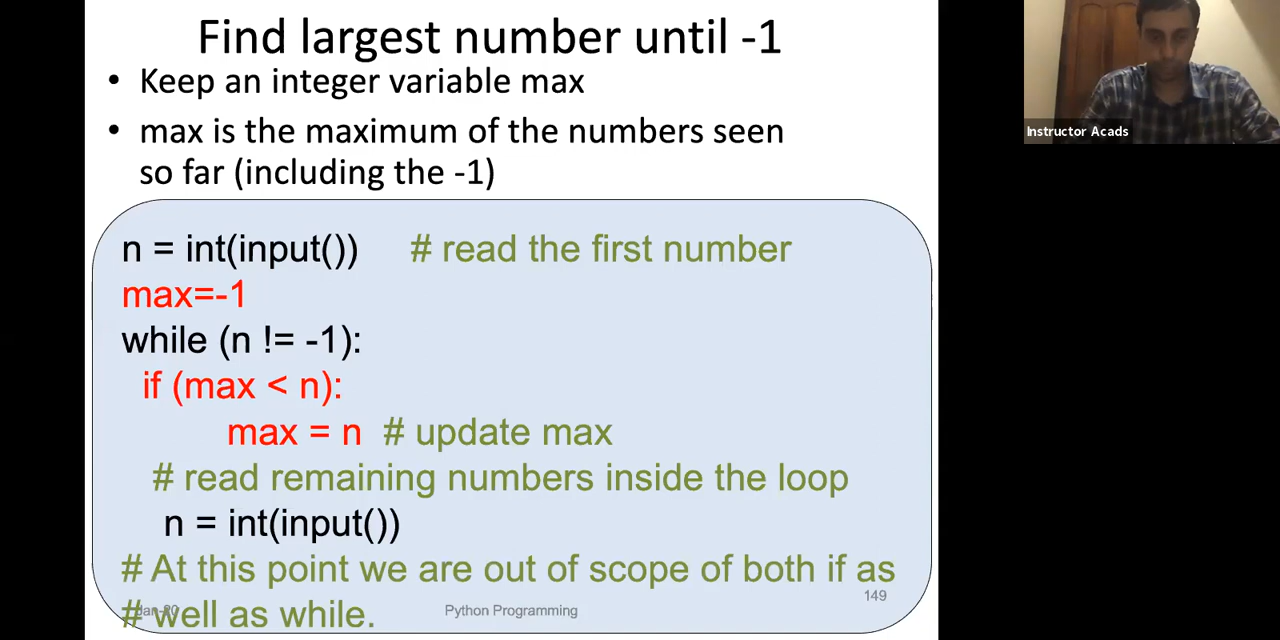 Find largest number until -1
• Keep an integer variable max
• max is the maximum of the numbers seen
so far (including the -1)
n = int(input()) # read the first number
max=-1
while (n != -1):
if (max < n):
max = n # update max
# read remaining numbers inside the loop
n = int(input())
# At this point we are out of scope of both if as
# well as while.
Jan-20 Python Programming 149
Instructor Acads